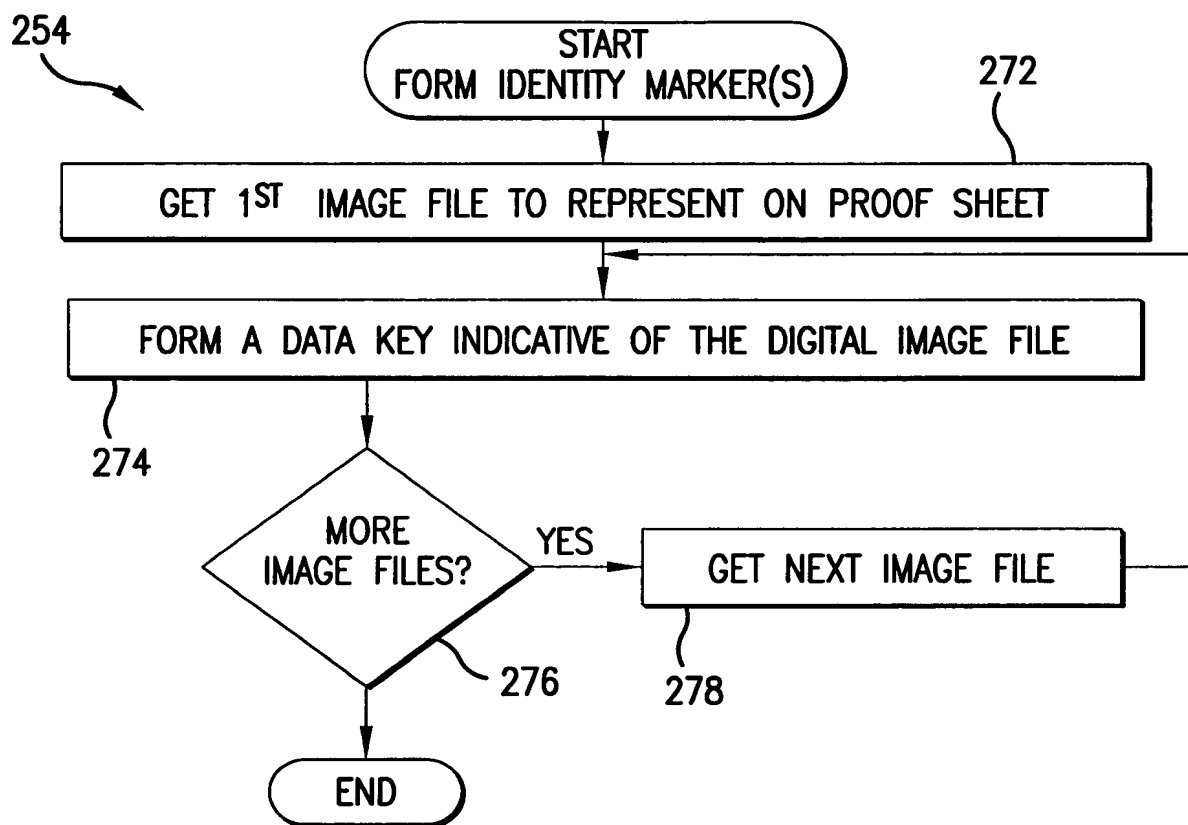 254
START
FORM IDENTITY MARKER(S)
272
GET 1ST IMAGE FILE TO REPRESENT ON PROOF SHEET
FORM A DATA KEY INDICATIVE OF THE DIGITAL IMAGE FILE
274
MORE
IMAGE FILES?
YES
GET NEXT IMAGE FILE
276
278
END